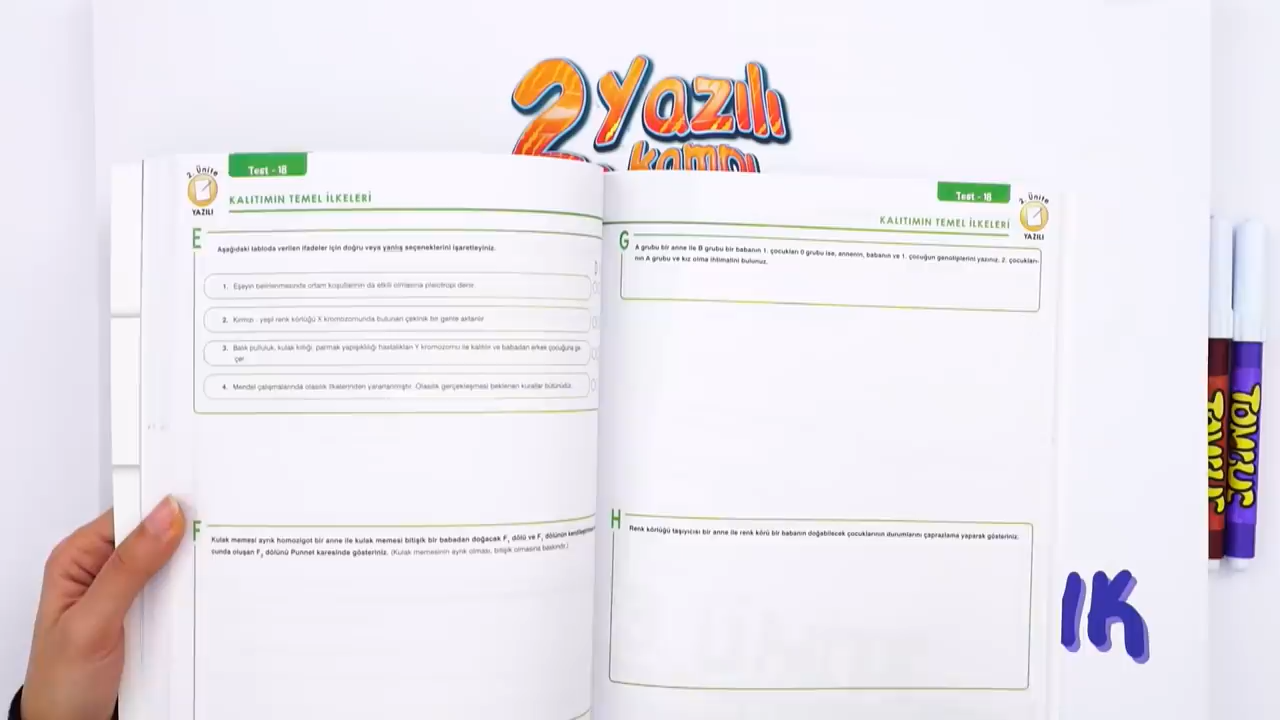 2 Yazılı
kampı
2. Ünite
YAZILI
Test - 18
KALITIMIN TEMEL İLKELERİ
E
Aşağıdaki tabloda verilen ifadeler için doğru veya yanlış seçeneklerini işaretleyiniz.
D
1. Eşeyin belirlenmesinde ortam koşullarının da etkili olmasına pleiotropi denir.
2. Kırmızı - yeşil renk körlüğü X kromozomunda bulunan çekinik bir genle aktarılır.
3. Balık pulluluk, kulak kıllılığı, parmak yapışıklığı hastalıkları Y kromozomu ile kalıtılır ve babadan erkek çocuğuna ge-
çer.
4. Mendel çalışmalarında olasılık ilkelerinden yararlanmıştır. Olasılık gerçekleşmesi beklenen kurallar bütünüdür.
F
Kulak memesi ayrık homozigot bir anne ile kulak memesi bitişik bir babadan doğacak F1 dölü ve F1 dölünün
sunda oluşan F2 dölünü Punnet karesinde gösteriniz. (Kulak memesinin ayrık olması, bitişik olmasına baskındır.)
Test - 18
2. Ünite
YAZILI
KALITIMIN TEMEL İLKELERİ
G
A grubu bir anne ile B grubu bir babanın 1. çocukları 0 grubu ise, annenin, babanın ve 1. çocuğun genotiplerini yazınız. 2. çocukları-
nın A grubu ve kız olma ihtimalini bulunuz.
H
Renk körlüğü taşıyıcısı bir anne ile renk körü bir babanın doğabilecek çocuklarının durumlarını çaprazlama yaparak gösteriniz.
IK